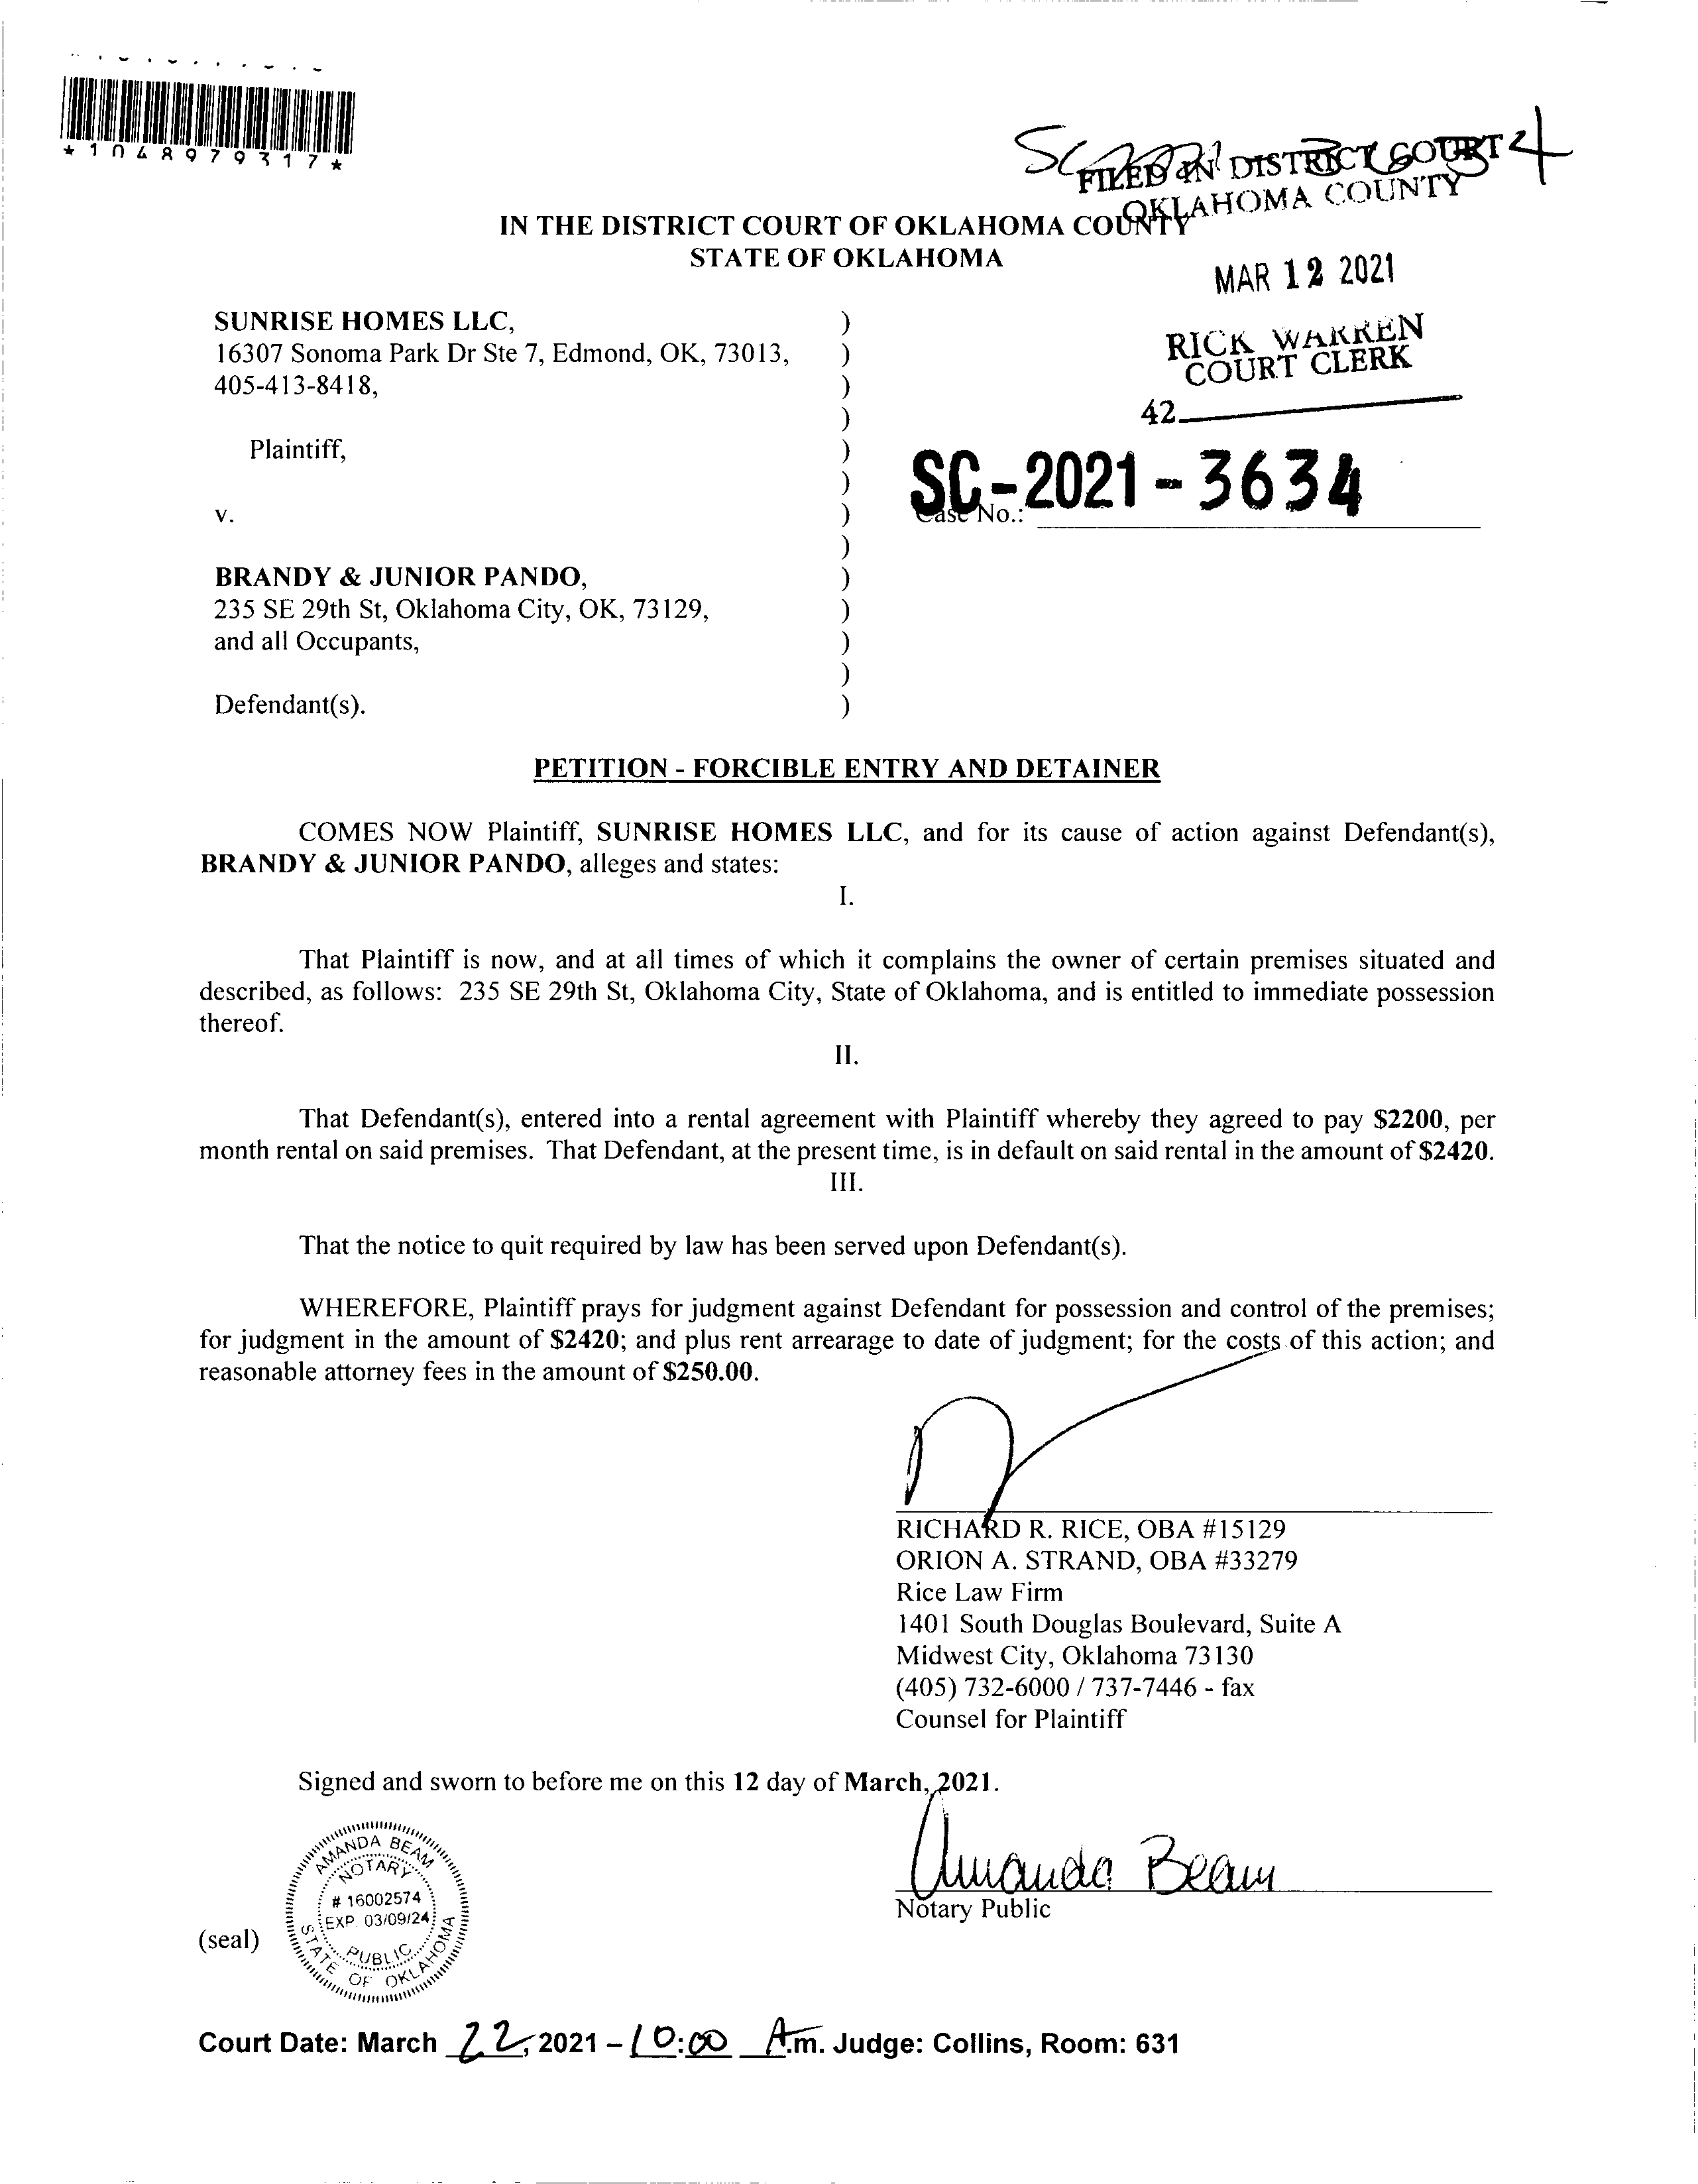 *1048979317*
FILED IN DISTRICT COURT
OKLAHOMA COUNTY
IN THE DISTRICT COURT OF OKLAHOMA COUNTY
STATE OF OKLAHOMA
MAR 12 2021
RICK WARREN
COURT CLERK
42
SUNRISE HOMES LLC, )
16307 Sonoma Park Dr Ste 7, Edmond, OK, 73013, )
405-413-8418, )
)
Plaintiff, )
)
v. ) Case No.: SC-2021-3634
)
BRANDY & JUNIOR PANDO, )
235 SE 29th St, Oklahoma City, OK, 73129, )
and all Occupants, )
)
Defendant(s). )
PETITION - FORCIBLE ENTRY AND DETAINER
COMES NOW Plaintiff, SUNRISE HOMES LLC, and for its cause of action against Defendant(s),
BRANDY & JUNIOR PANDO, alleges and states:
I.
That Plaintiff is now, and at all times of which it complains the owner of certain premises situated and
described, as follows: 235 SE 29th St, Oklahoma City, State of Oklahoma, and is entitled to immediate possession
thereof.
II.
That Defendant(s), entered into a rental agreement with Plaintiff whereby they agreed to pay $2200, per
month rental on said premises. That Defendant, at the present time, is in default on said rental in the amount of $2420.
III.
That the notice to quit required by law has been served upon Defendant(s).
WHEREFORE, Plaintiff prays for judgment against Defendant for possession and control of the premises;
for judgment in the amount of $2420; and plus rent arrearage to date of judgment; for the costs of this action; and
reasonable attorney fees in the amount of $250.00.
RICHARD R. RICE, OBA #15129
ORION A. STRAND, OBA #33279
Rice Law Firm
1401 South Douglas Boulevard, Suite A
Midwest City, Oklahoma 73130
(405) 732-6000 / 737-7446 - fax
Counsel for Plaintiff
Signed and sworn to before me on this 12 day of March, 2021.
Amanda Beam
Notary Public
(seal)
AMANDA BEAM
NOTARY
# 16002574
EXP. 03/09/24
PUBLIC
STATE OF OKLAHOMA
Court Date: March 22, 2021 - 10:00 A.m. Judge: Collins, Room: 631